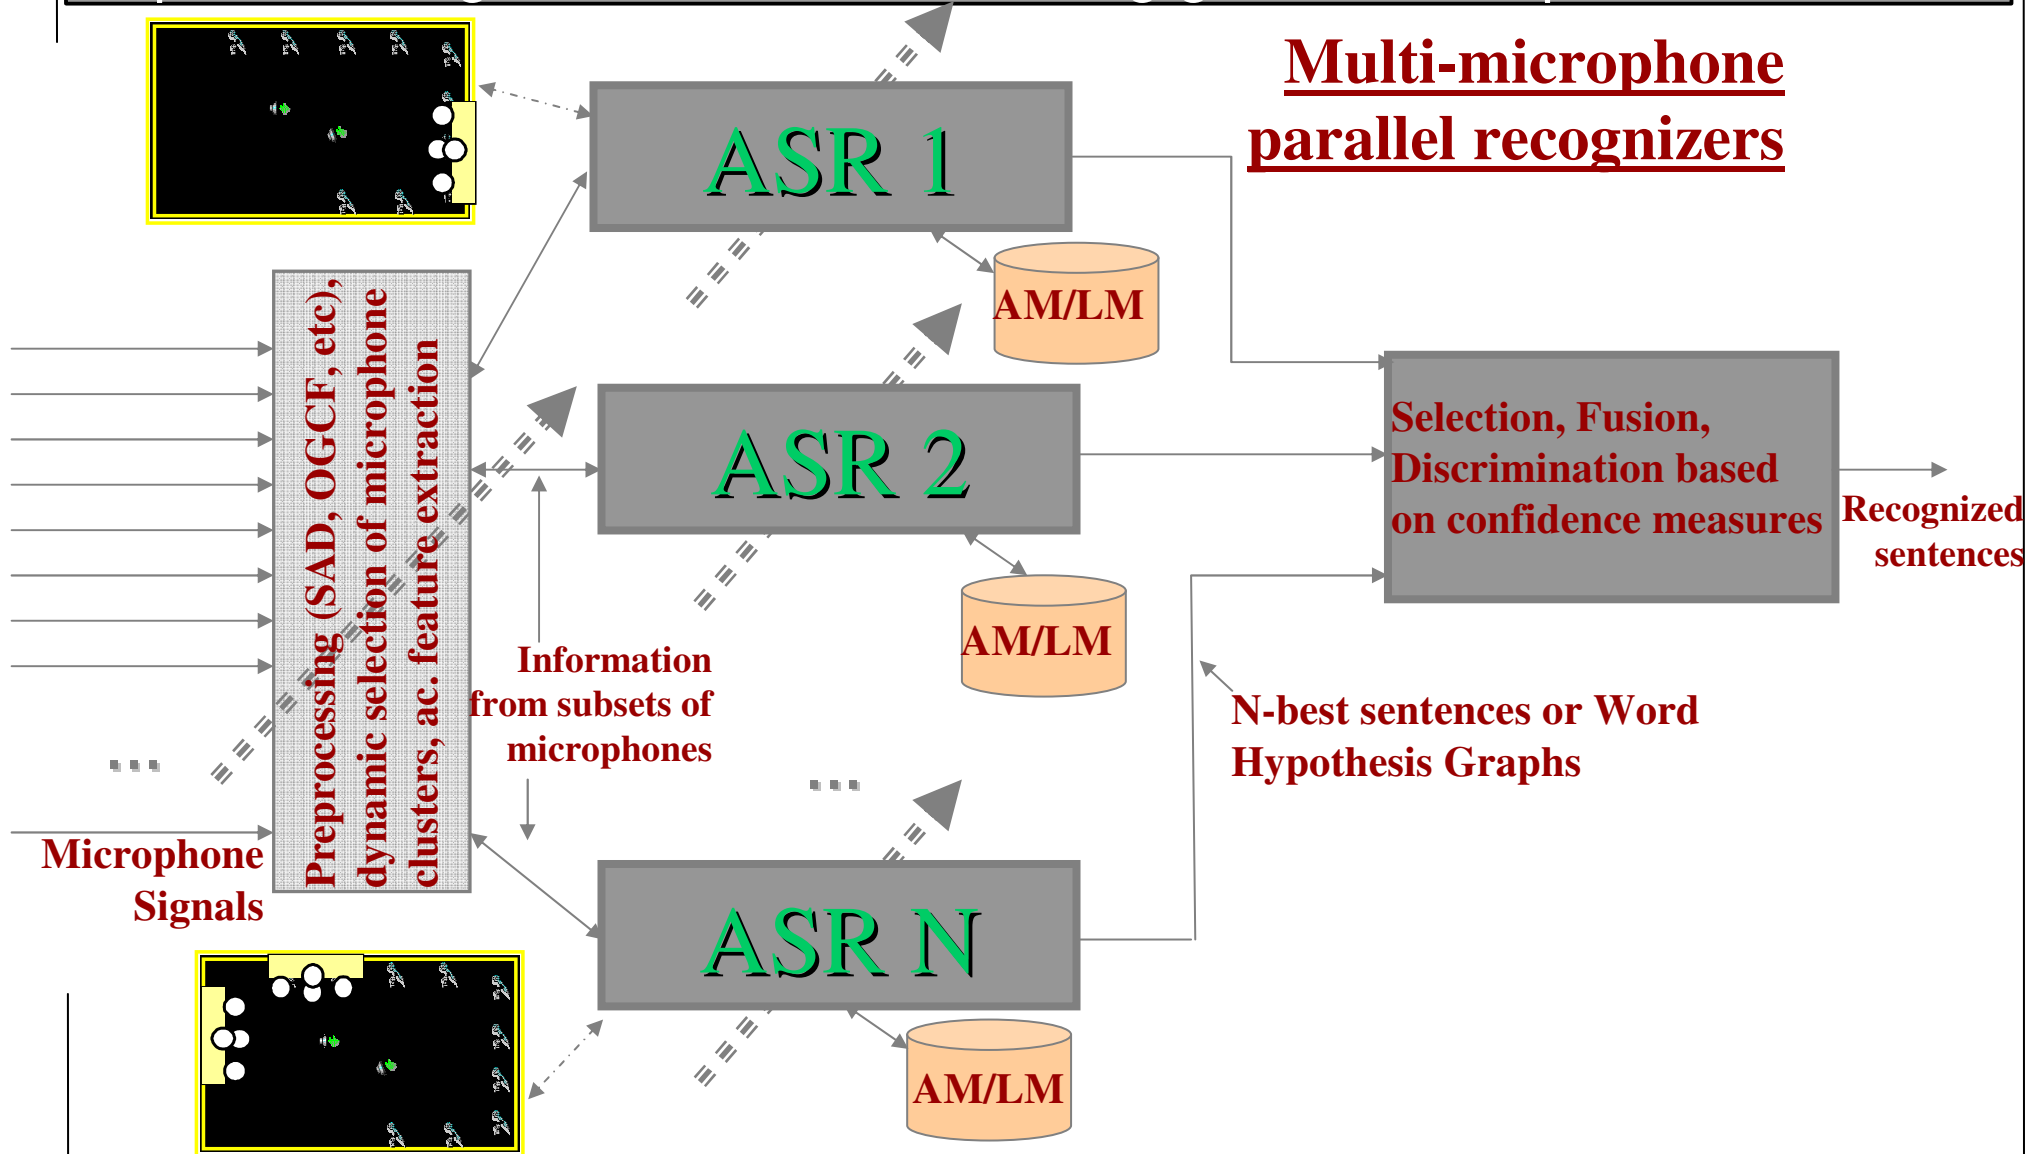 Multi-microphone
parallel recognizers
ASR 1
AM/LM
Preprocessing (SAD, OGCF, etc),
dynamic selection of microphone
clusters, ac. feature extraction
ASR 2
AM/LM
Selection, Fusion,
Discrimination based
on confidence measures
Recognized
sentences
Information
from subsets of
microphones
N-best sentences or Word
Hypothesis Graphs
...
...
Microphone
Signals
ASR N
AM/LM